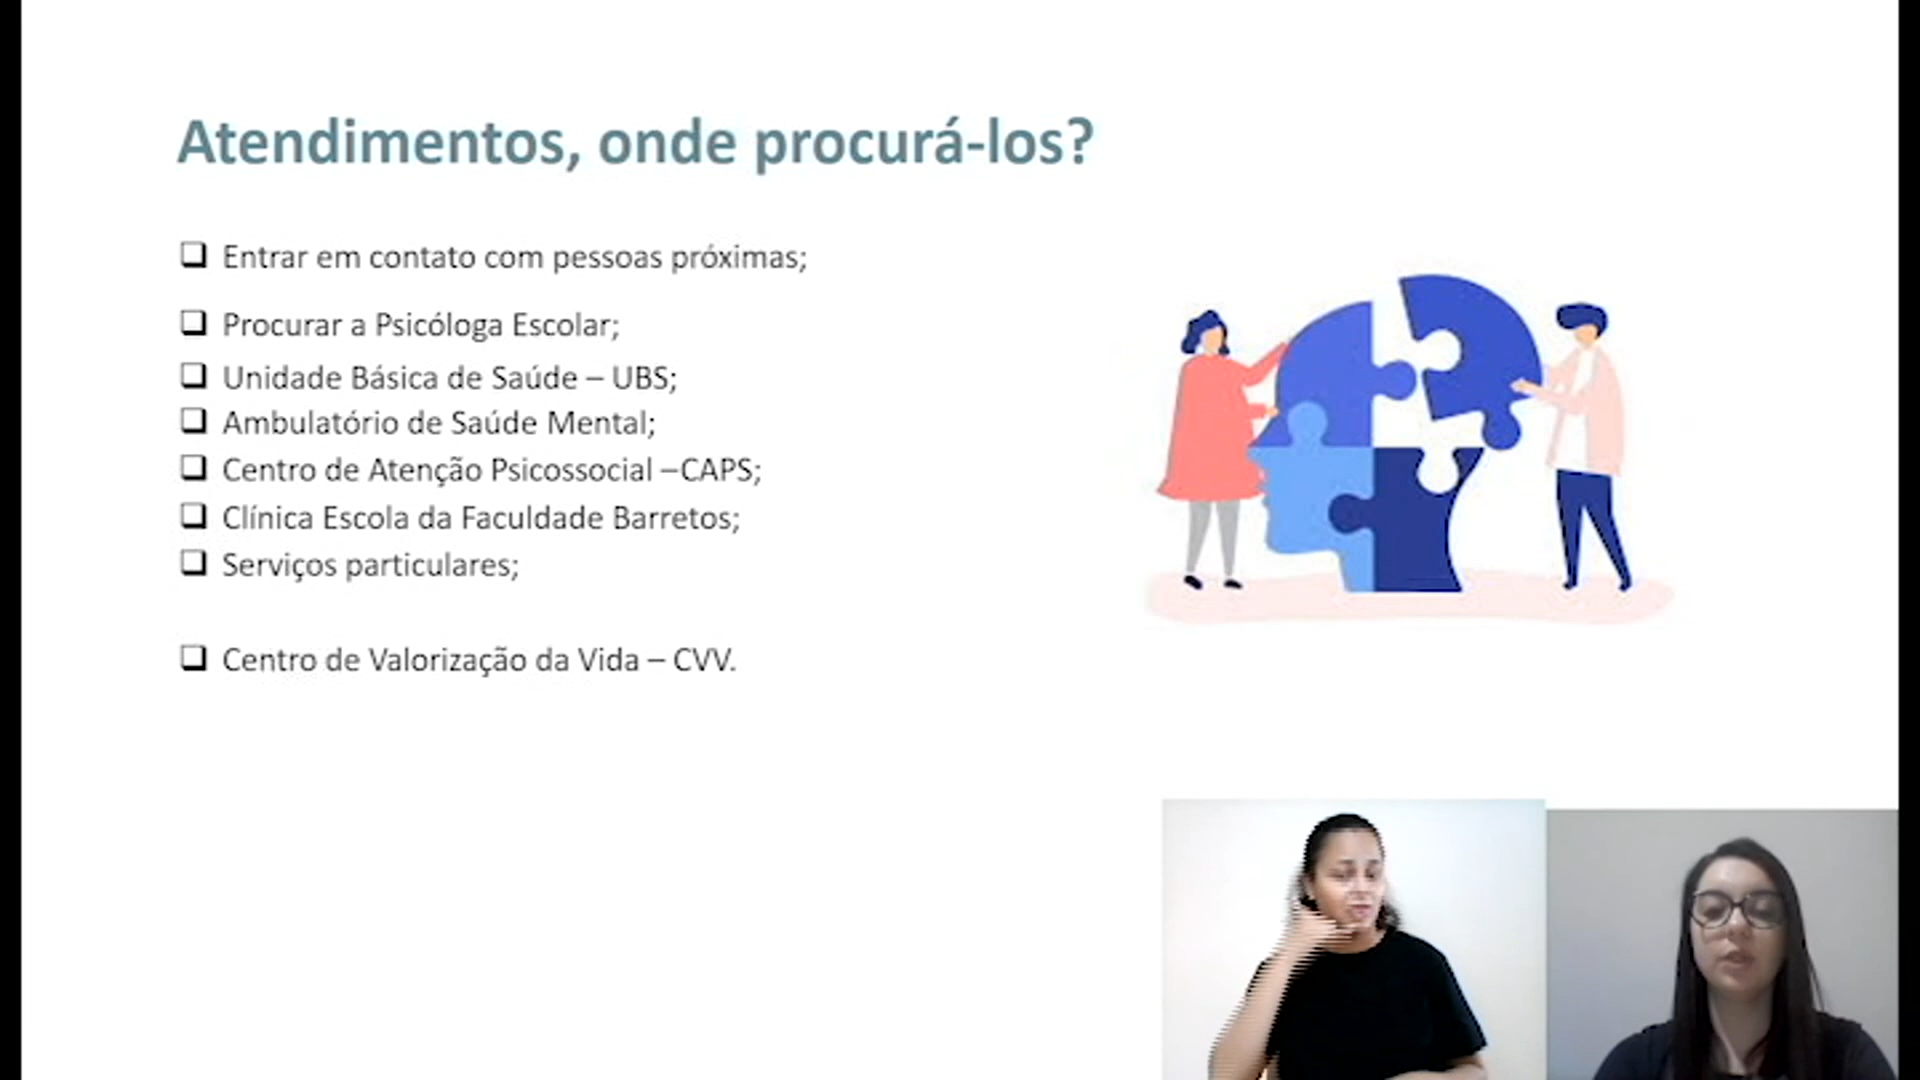 Atendimentos, onde procurá-los?
Entrar em contato com pessoas próximas;
Procurar a Psicóloga Escolar;
Unidade Básica de Saúde – UBS;
Ambulatório de Saúde Mental;
Centro de Atenção Psicossocial –CAPS;
Clínica Escola da Faculdade Barretos;
Serviços particulares;
Centro de Valorização da Vida – CVV.